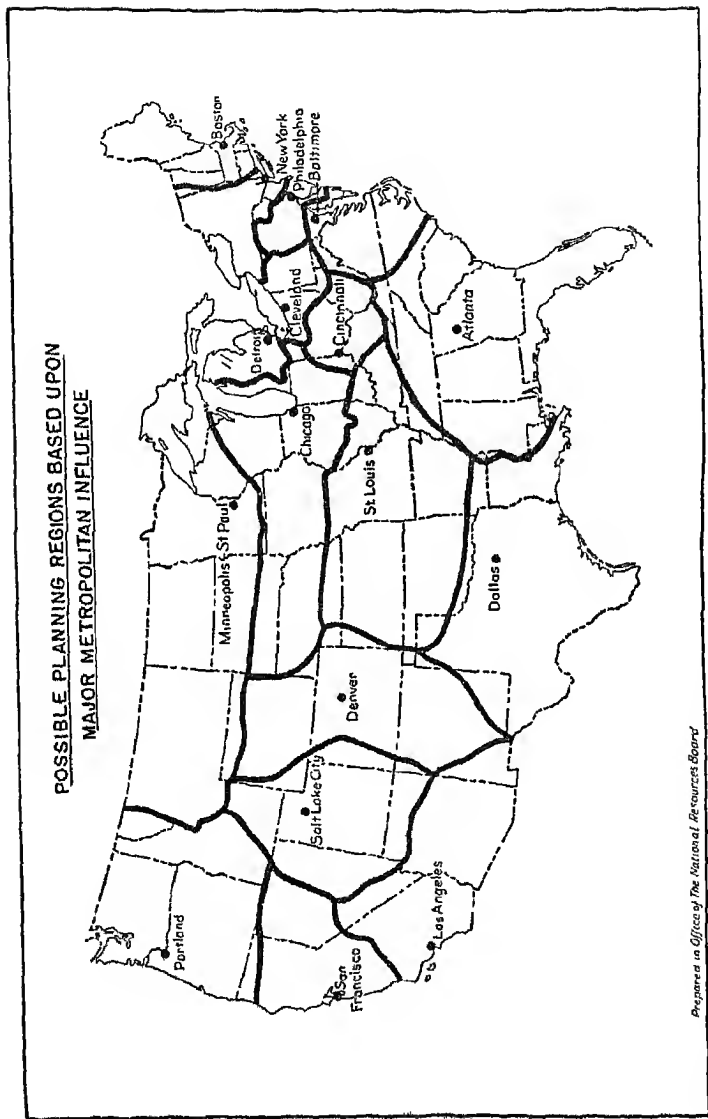 POSSIBLE PLANNING REGIONS BASED UPON
MAJOR METROPOLITAN INFLUENCE
Portland
Minneapolis & St Paul
Boston
New York
Philadelphia
Baltimore
Detroit
Cleveland
Chicago
Cincinnati
Salt Lake City
Denver
St Louis
San
Francisco
Los Angeles
Dallas
Atlanta
Prepared in Office of The National Resources Board